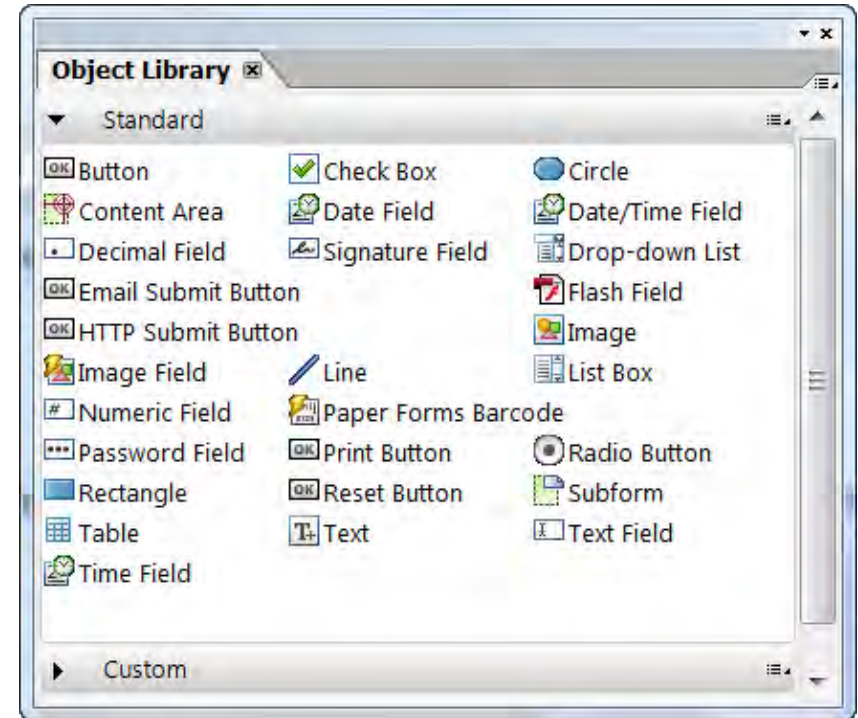 Object Library
Standard
Button Check Box Circle
Content Area Date Field Date/Time Field
Decimal Field Signature Field Drop-down List
Email Submit Button Flash Field
HTTP Submit Button Image
Image Field Line List Box
Numeric Field Paper Forms Barcode
Password Field Print Button Radio Button
Rectangle Reset Button Subform
Table Text Text Field
Time Field
Custom